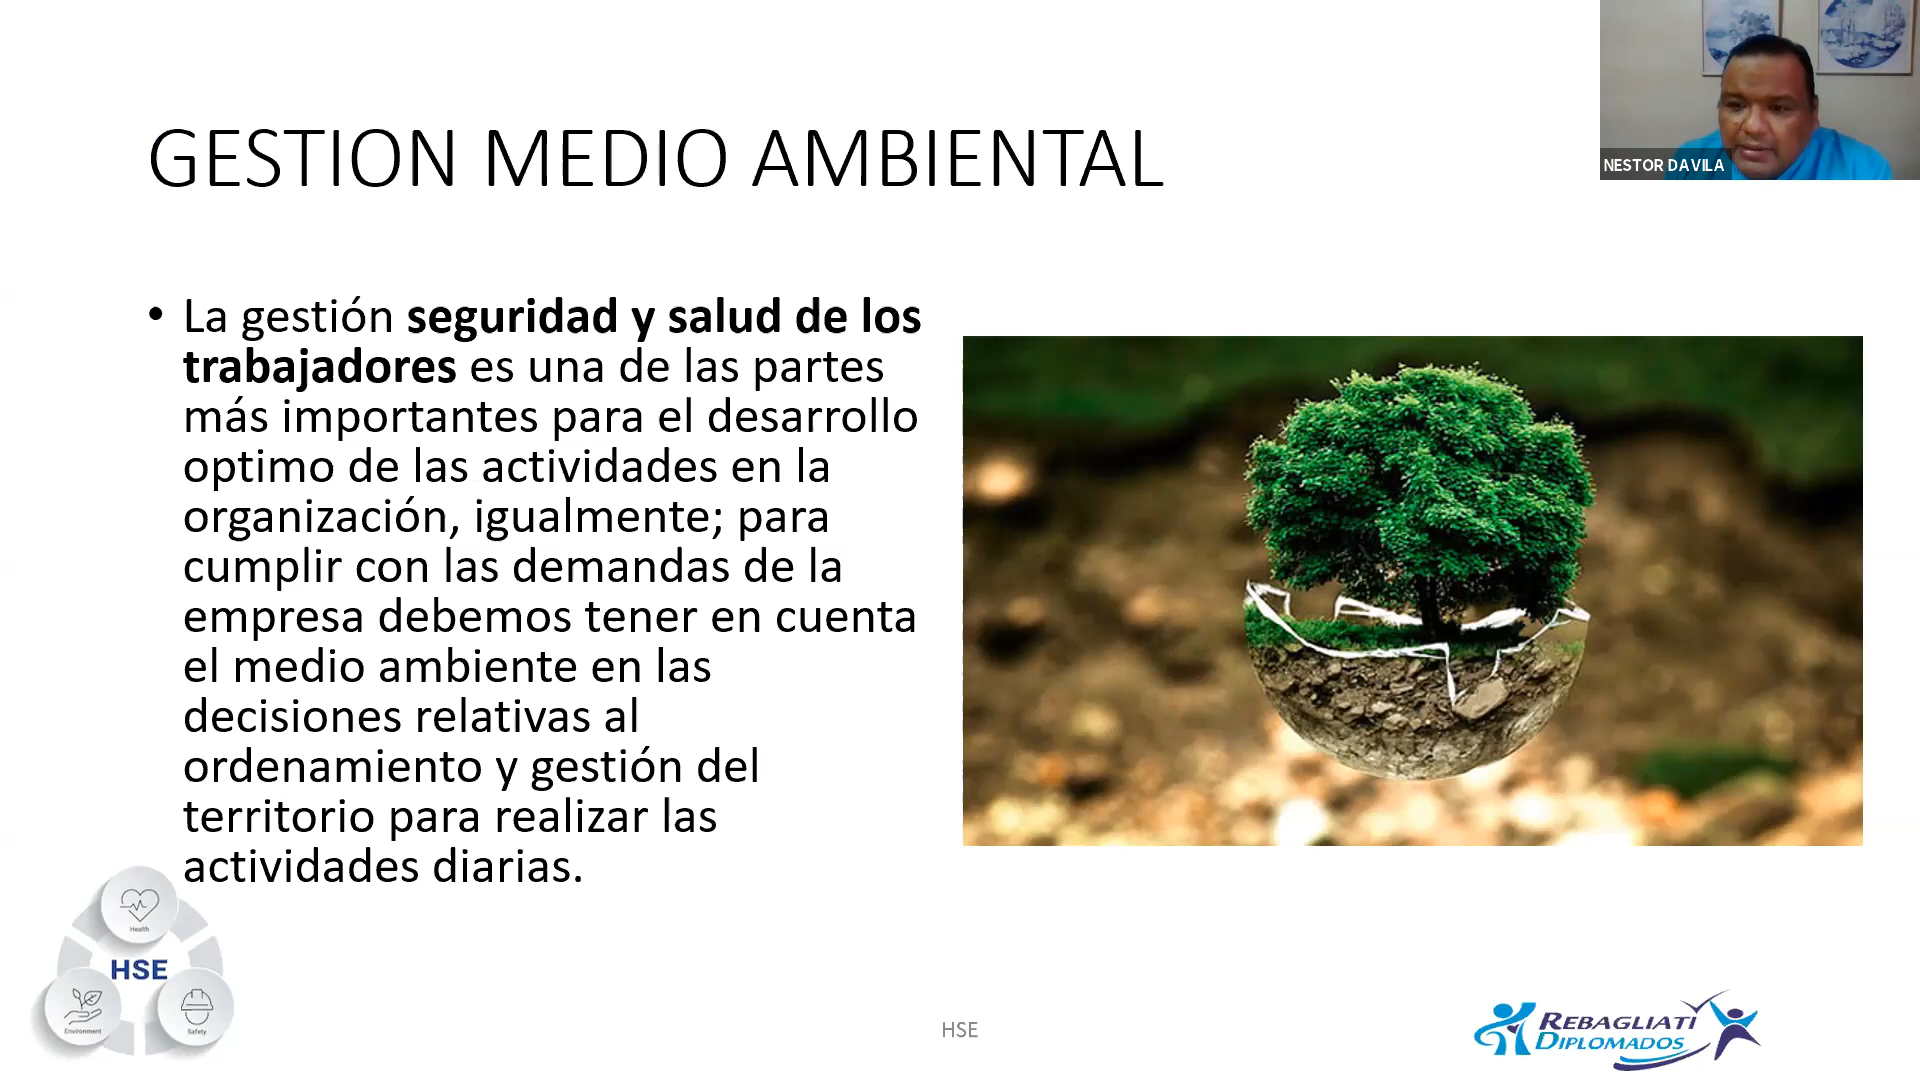 NESTOR DAVILA
GESTION MEDIO AMBIENTAL
• La gestión seguridad y salud de los
trabajadores es una de las partes
más importantes para el desarrollo
optimo de las actividades en la
organización, igualmente; para
cumplir con las demandas de la
empresa debemos tener en cuenta
el medio ambiente en las
decisiones relativas al
ordenamiento y gestión del
territorio para realizar las
actividades diarias.
Health
HSE
Environment
Safety
HSE
REBAGLIATI
DIPLOMADOS